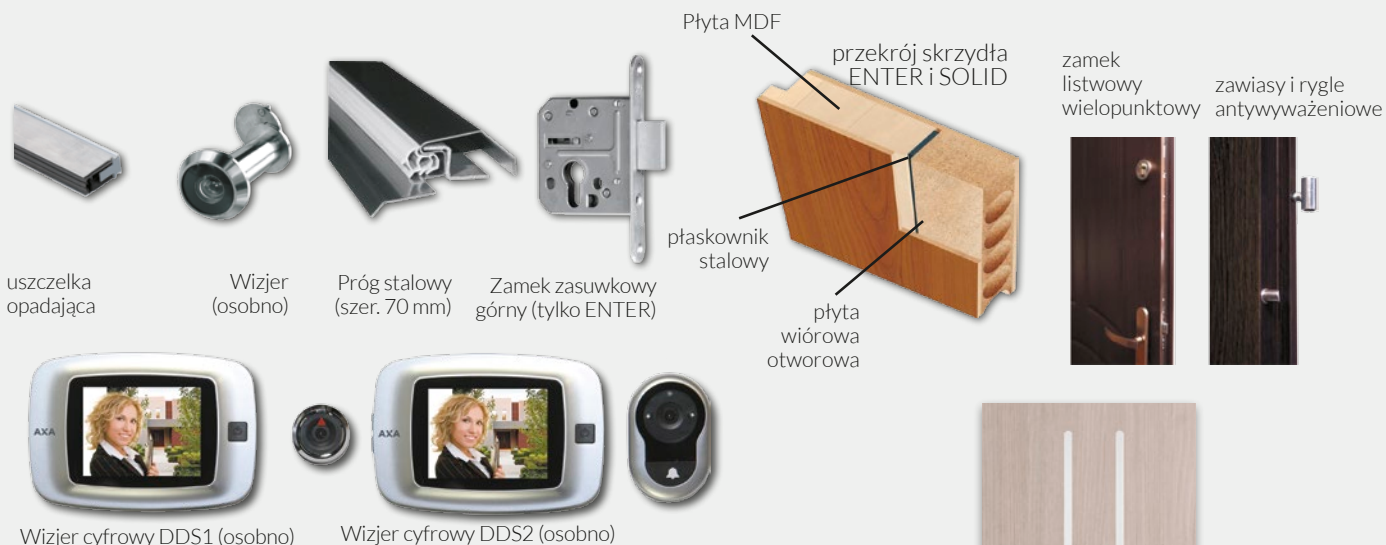 Płyta MDF
przekrój skrzydła
ENTER i SOLID
zamek
listwowy
wielopunktowy
zawiasy i rygle
antywyważeniowe
płaskownik
stalowy
płyta
wiórowa
otworowa
uszczelka
opadająca
Wizjer
(osobno)
Próg stalowy
(szer. 70 mm)
Zamek zasuwkowy
górny (tylko ENTER)
AXA
AXA
Wizjer cyfrowy DDS1 (osobno)
Wizjer cyfrowy DDS2 (osobno)